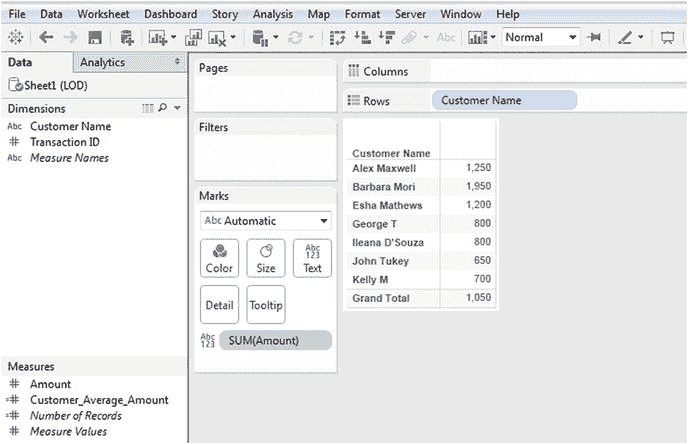 File Data Worksheet Dashboard Story Analysis Map Format Server Window Help
Abc Normal
Data Analytics
Sheet1 (LOD)
Dimensions
Abc Customer Name
# Transaction ID
Abc Measure Names
Measures
# Amount
=# Customer_Average_Amount
=# Number of Records
# Measure Values
Pages
Filters
Marks
Abc Automatic
Color Size Abc 123 Text
Detail Tooltip
Abc 123 SUM(Amount)
Columns
Rows Customer Name
Customer Name
Alex Maxwell 1,250
Barbara Mori 1,950
Esha Mathews 1,200
George T 800
Ileana D'Souza 800
John Tukey 650
Kelly M 700
Grand Total 1,050